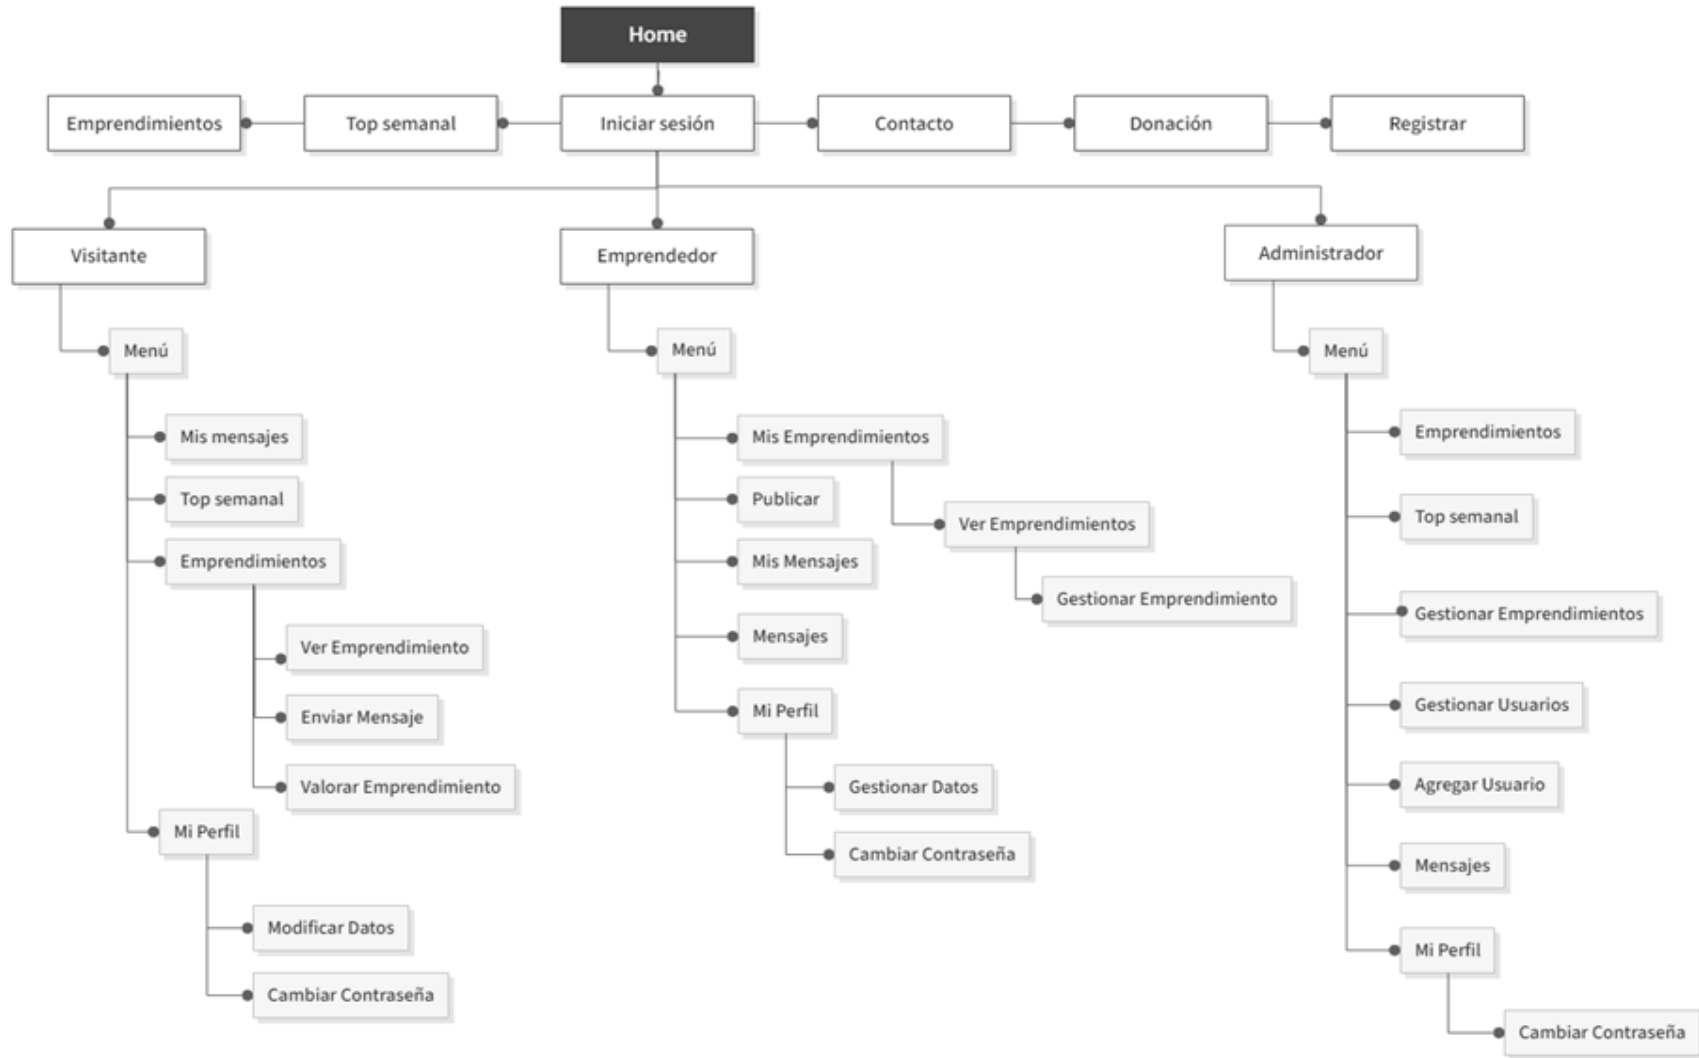 Home
Emprendimientos
Top semanal
Iniciar sesión
Contacto
Donación
Registrar
Visitante
Menú
Mis mensajes
Top semanal
Emprendimientos
Ver Emprendimiento
Enviar Mensaje
Valorar Emprendimiento
Mi Perfil
Modificar Datos
Cambiar Contraseña
Emprendedor
Menú
Mis Emprendimientos
Ver Emprendimientos
Gestionar Emprendimiento
Publicar
Mis Mensajes
Mensajes
Mi Perfil
Gestionar Datos
Cambiar Contraseña
Administrador
Menú
Emprendimientos
Top semanal
Gestionar Emprendimientos
Gestionar Usuarios
Agregar Usuario
Mensajes
Mi Perfil
Cambiar Contraseña